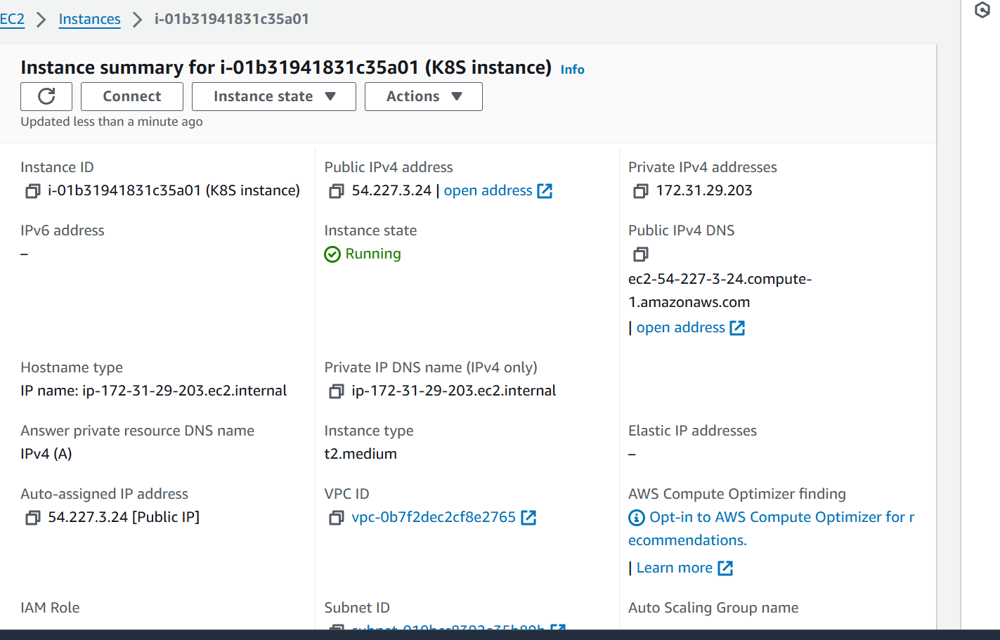 EC2 Instances i-01b31941831c35a01
Instance summary for i-01b31941831c35a01 (K8S instance) Info
Connect Instance state Actions
Updated less than a minute ago
Instance ID
i-01b31941831c35a01 (K8S instance)
Public IPv4 address
54.227.3.24 | open address
Private IPv4 addresses
172.31.29.203
IPv6 address
–
Instance state
Running
Public IPv4 DNS
ec2-54-227-3-24.compute-
1.amazonaws.com
| open address
Hostname type
IP name: ip-172-31-29-203.ec2.internal
Private IP DNS name (IPv4 only)
ip-172-31-29-203.ec2.internal
Answer private resource DNS name
IPv4 (A)
Instance type
t2.medium
Elastic IP addresses
–
Auto-assigned IP address
54.227.3.24 [Public IP]
VPC ID
vpc-0b7f2dec2cf8e2765
AWS Compute Optimizer finding
Opt-in to AWS Compute Optimizer for r
ecommendations.
| Learn more
IAM Role
Subnet ID
Auto Scaling Group name